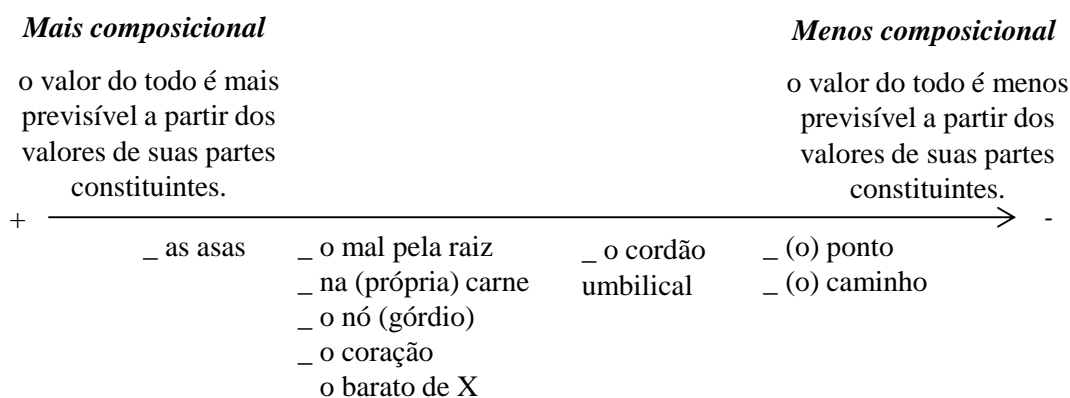 Mais composicional
o valor do todo é mais
previsível a partir dos
valores de suas partes
constituintes.
Menos composicional
o valor do todo é menos
previsível a partir dos
valores de suas partes
constituintes.
+
-
_ as asas
_ o mal pela raiz
_ na (própria) carne
_ o nó (górdio)
_ o coração
o barato de X
_ o cordão
umbilical
_ (o) ponto
_ (o) caminho